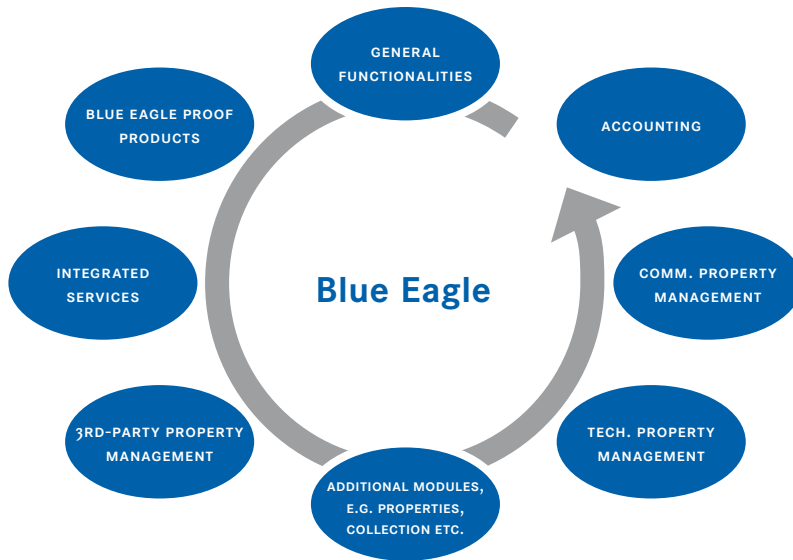 GENERAL
FUNCTIONALITIES
ACCOUNTING
COMM. PROPERTY
MANAGEMENT
TECH. PROPERTY
MANAGEMENT
ADDITIONAL MODULES,
E.G. PROPERTIES,
COLLECTION ETC.
3RD-PARTY PROPERTY
MANAGEMENT
INTEGRATED
SERVICES
BLUE EAGLE PROOF
PRODUCTS
Blue Eagle